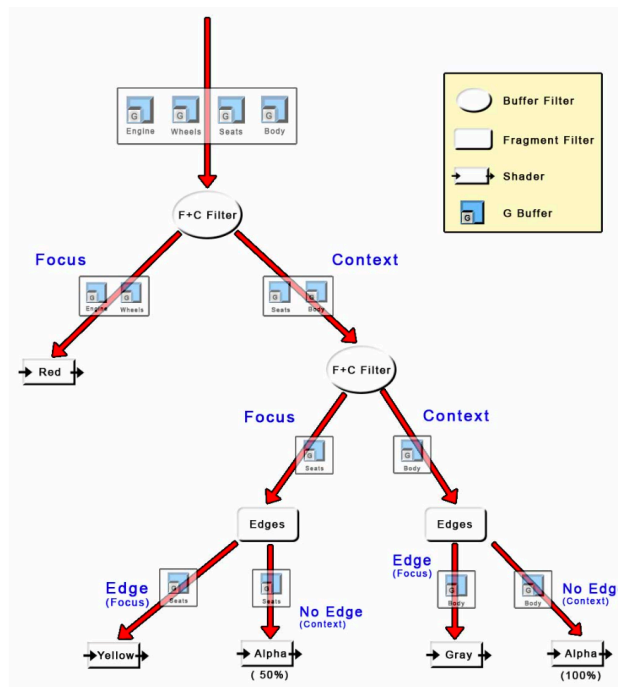 G G G G
Engine Wheels Seats Body
Buffer Filter
Fragment Filter
Shader
G
G Buffer
F+C Filter
Focus
Context
G G
Engine Wheels
G G
Seats Body
Red
F+C Filter
Focus
Context
G
Seats
G
Body
Edges
Edges
Edge
(Focus)
G
Seats
G
Seats
No Edge
(Context)
Edge
(Focus)
G
Body
G
Body
No Edge
(Context)
Yellow
Alpha
( 50%)
Gray
Alpha
(100%)